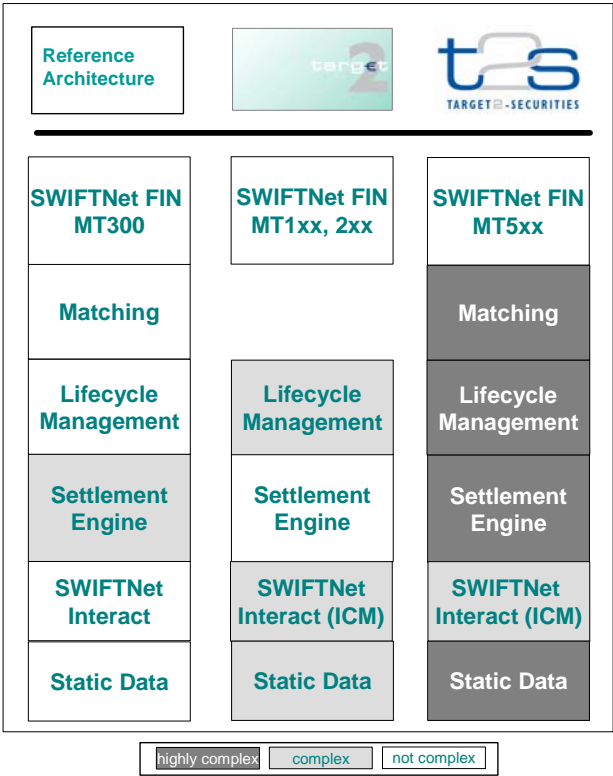 Reference
Architecture
target
2
t2s
TARGET2-SECURITIES
SWIFTNet FIN
MT300
SWIFTNet FIN
MT1xx, 2xx
SWIFTNet FIN
MT5xx
Matching
Matching
Lifecycle
Management
Lifecycle
Management
Lifecycle
Management
Settlement
Engine
Settlement
Engine
Settlement
Engine
SWIFTNet
Interact
SWIFTNet
Interact (ICM)
SWIFTNet
Interact (ICM)
Static Data
Static Data
Static Data
highly complex
complex
not complex